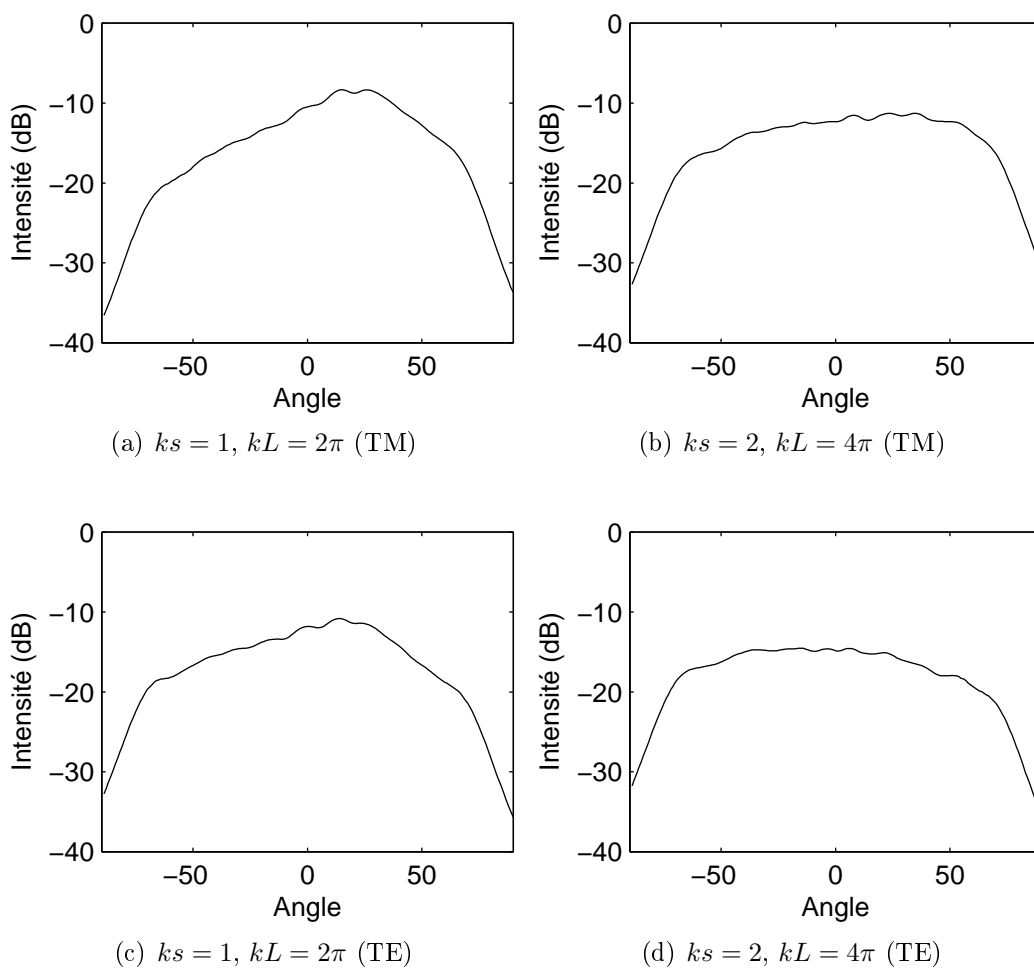 0
−10
−20
−30
−40
Intensité (dB)
−50 0 50
Angle
(a) ks = 1, kL = 2π (TM)
0
−10
−20
−30
−40
Intensité (dB)
−50 0 50
Angle
(b) ks = 2, kL = 4π (TM)
0
−10
−20
−30
−40
Intensité (dB)
−50 0 50
Angle
(c) ks = 1, kL = 2π (TE)
0
−10
−20
−30
−40
Intensité (dB)
−50 0 50
Angle
(d) ks = 2, kL = 4π (TE)